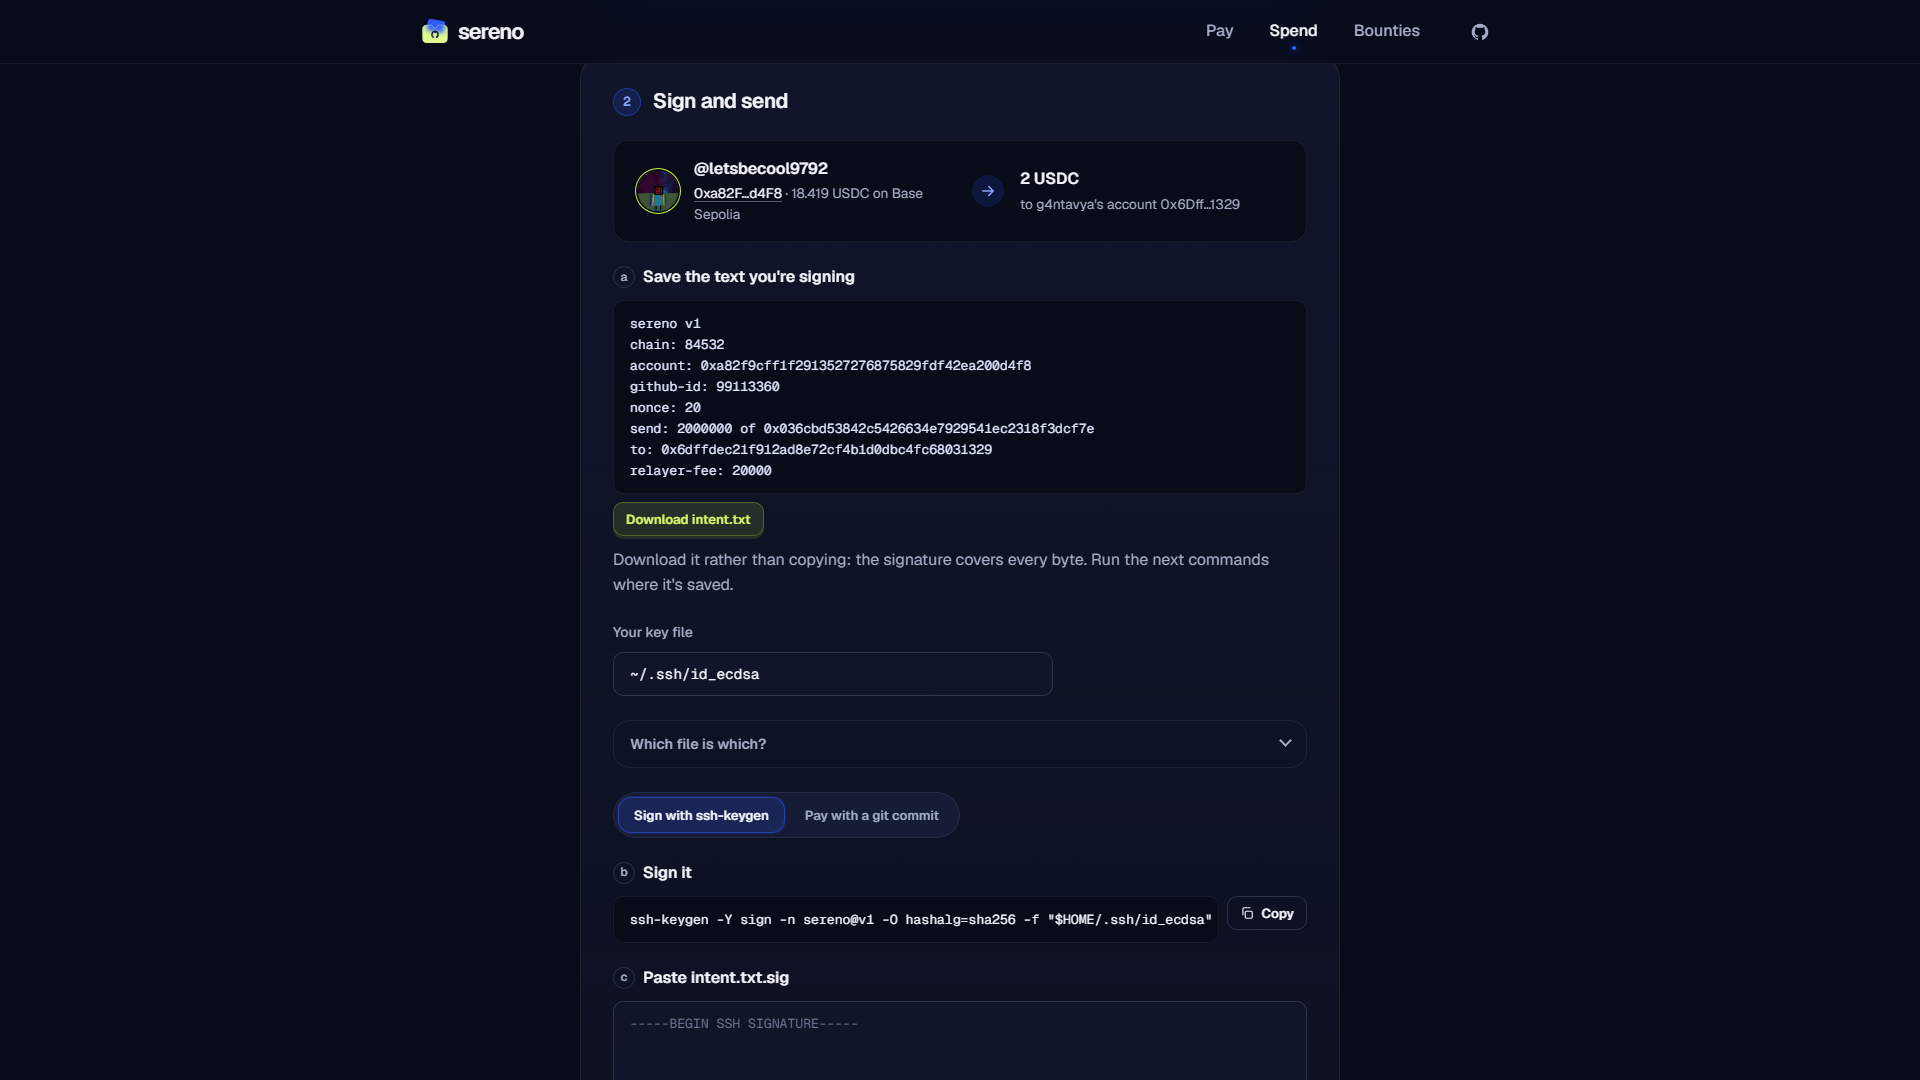 sereno
Pay
Spend
Bounties
2
Sign and send
@letsbecool9792
0xa82F…d4F8 · 18.419 USDC on Base
Sepolia
2 USDC
to g4ntavya's account 0x6Dff…1329
a
Save the text you're signing
sereno v1
chain: 84532
account: 0xa82f9cff1f2913527276875829fdf42ea200d4f8
github-id: 99113360
nonce: 20
send: 2000000 of 0x036cbd53842c5426634e7929541ec2318f3dcf7e
to: 0x6dffdec21f912ad8e72cf4b1d0dbc4fc68031329
relayer-fee: 20000
Download intent.txt
Download it rather than copying: the signature covers every byte. Run the next commands
where it's saved.
Your key file
~/.ssh/id_ecdsa
Which file is which?
Sign with ssh-keygen
Pay with a git commit
b
Sign it
ssh-keygen -Y sign -n sereno@v1 -O hashalg=sha256 -f "$HOME/.ssh/id_ecdsa"
Copy
c
Paste intent.txt.sig
-----BEGIN SSH SIGNATURE-----